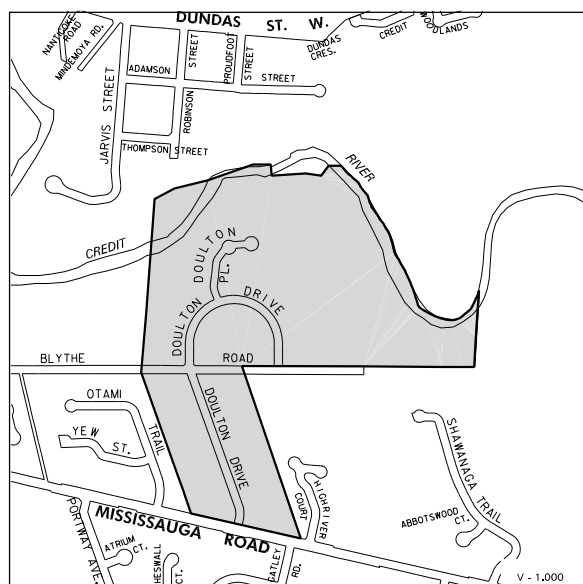 DUNDAS ST. W.
NANTICOKE
ROAD
MINDEMOYA RD.
ADAMSON
STREET
PROUDFOOT
STREET
STREET
DUNDAS
CRES.
CREDIT
WOODLANDS
JARVIS STREET
ROBINSON
THOMPSON STREET
RIVER
CREDIT
DOULTON
PL.
DOULTON
DRIVE
BLYTHE
ROAD
OTAMI
TRAIL
YEW
ST.
DOULTON DRIVE
SHAWANAGA TRAIL
ABBOTSWOOD
CT.
HIGHRIVER
COURT
MISSISSAUGA ROAD
PORTWAY AVE.
ATRIUM
CT.
HESWALL
CT.
GATLEY
RD.
V - 1.000